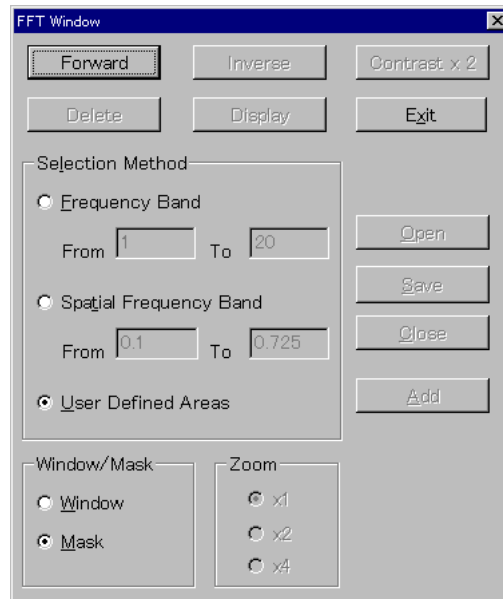 FFT Window
Forward Inverse Contrast x 2
Delete Display Exit
Selection Method
Frequency Band
From 1 To 20
Open
Save
Spatial Frequency Band
Close
From 0.1 To 0.725
User Defined Areas
Add
Window/Mask
Window
Mask
Zoom
x1
x2
x4